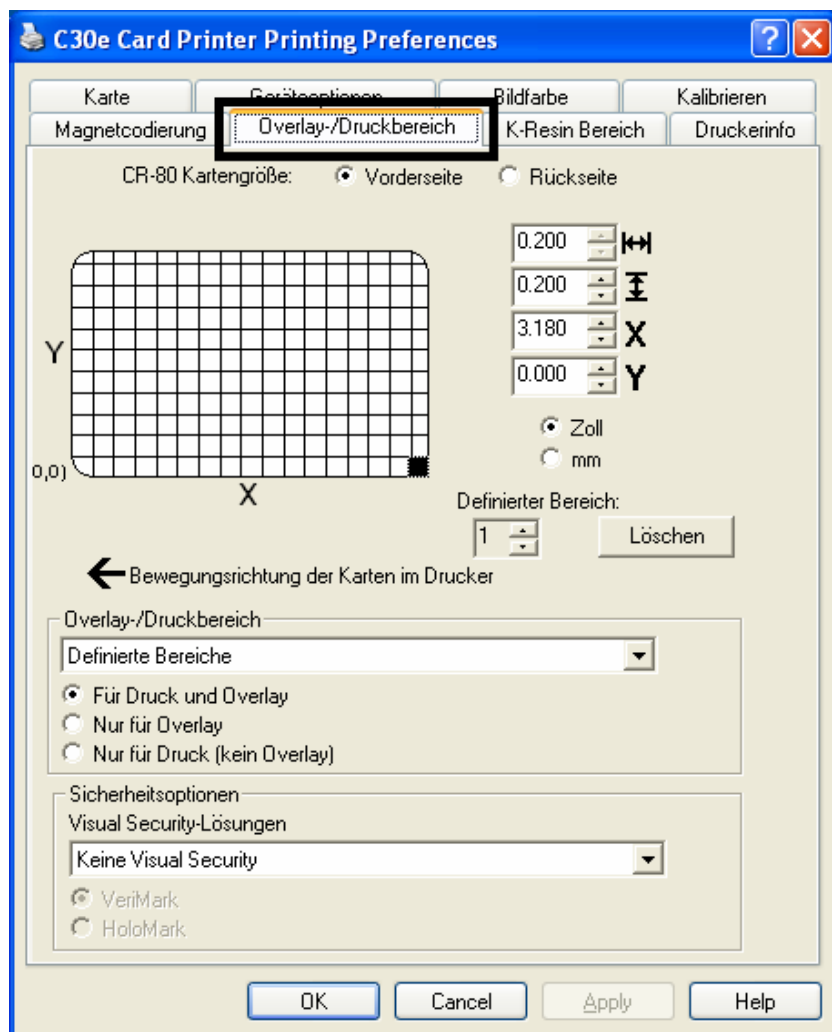 C30e Card Printer Printing Preferences
Karte Geräteoptionen Bildfarbe Kalibrieren
Magnetcodierung Overlay-/Druckbereich K-Resin Bereich Druckerinfo
CR-80 Kartengröße: Vorderseite Rückseite
0.200
0.200
3.180 X
0.000 Y
Y
Zoll
mm
0,0)
X
Definierter Bereich:
1 Löschen
Bewegungsrichtung der Karten im Drucker
Overlay-/Druckbereich
Definierte Bereiche
Für Druck und Overlay
Nur für Overlay
Nur für Druck (kein Overlay)
Sicherheitsoptionen
Visual Security-Lösungen
Keine Visual Security
VeriMark
HoloMark
OK Cancel Apply Help